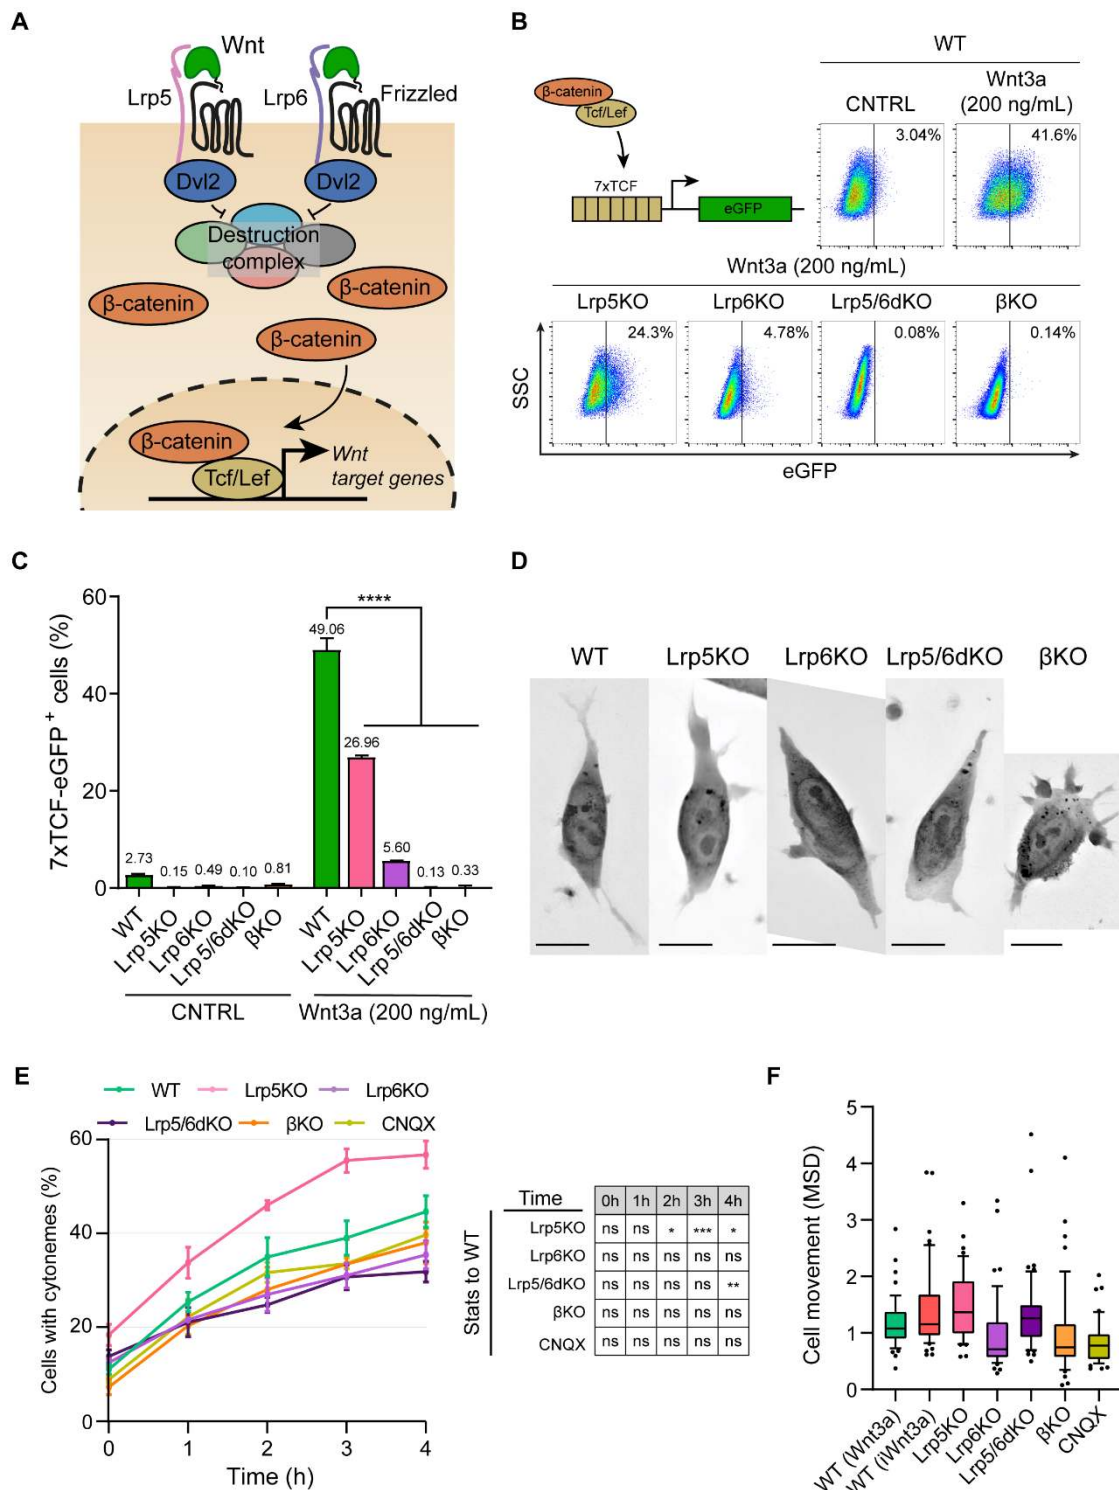 A
Wnt
Lrp5
Lrp6
Frizzled
Dvl2
Dvl2
Destruction
complex
β-catenin
β-catenin
β-catenin
β-catenin
Tcf/Lef
Wnt
target genes
B
WT
β-catenin
Tcf/Lef
CNTRL
Wnt3a
(200 ng/mL)
3.04%
41.6%
7xTCF
eGFP
Wnt3a (200 ng/mL)
Lrp5KO
Lrp6KO
Lrp5/6dKO
βKO
24.3%
4.78%
0.08%
0.14%
SSC
eGFP
C
7xTCF-eGFP+ cells (%)
60
40
20
0
****
2.73
0.15
0.49
0.10
0.81
49.06
26.96
5.60
0.13
0.33
WT
Lrp5KO
Lrp6KO
Lrp5/6dKO
βKO
WT
Lrp5KO
Lrp6KO
Lrp5/6dKO
βKO
CNTRL
Wnt3a (200 ng/mL)
D
WT
Lrp5KO
Lrp6KO
Lrp5/6dKO
βKO
E
WT
Lrp5KO
Lrp6KO
Lrp5/6dKO
βKO
CNQX
Cells with cytonemes (%)
60
40
20
0
0 1 2 3 4
Time (h)
Stats to WT
Time 0h 1h 2h 3h 4h
Lrp5KO ns ns * *** *
Lrp6KO ns ns ns ns ns
Lrp5/6dKO ns ns ns ns **
βKO ns ns ns ns ns
CNQX ns ns ns ns ns
F
Cell movement (MSD)
5
4
3
2
1
0
WT (Wnt3a)
WT (iWnt3a)
Lrp5KO
Lrp6KO
Lrp5/6dKO
βKO
CNQX